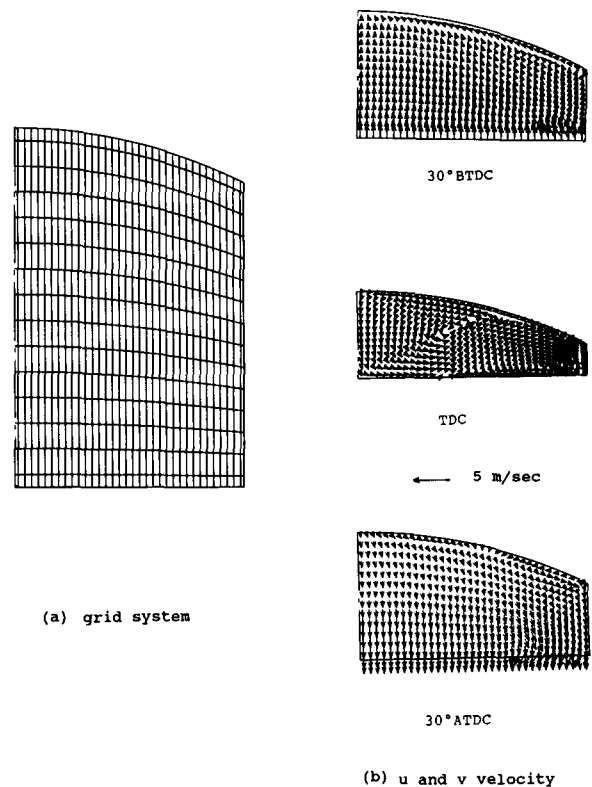 30°BTDC
TDC
5 m/sec
(a) grid system
30°ATDC
(b) u and v velocity